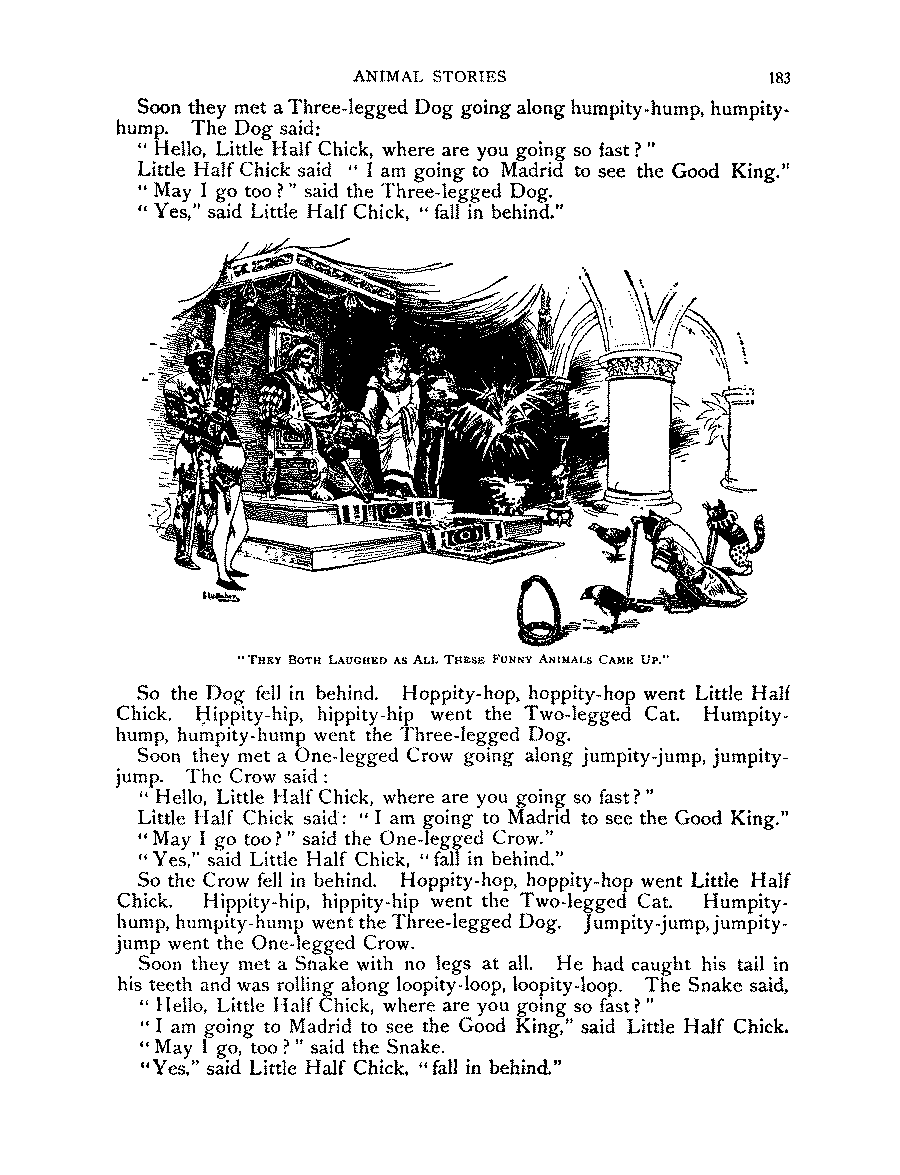 ANIMAL STORIES 183
Soon they met a Three-legged Dog going along humpity-hump, humpity-
hump. The Dog said:
" Hello, Little Half Chick, where are you going so fast ? "
Little Half Chick said " I am going to Madrid to see the Good King."
" May I go too ? " said the Three-legged Dog.
" Yes," said Little Half Chick, " fall in behind."
"THEY BOTH LAUGHED AS ALL THESE FUNNY ANIMALS CAME UP."
So the Dog fell in behind. Hoppity-hop, hoppity-hop went Little Half
Chick. Hippity-hip, hippity-hip went the Two-legged Cat. Humpity-
hump, humpity-hump went the Three-legged Dog.
Soon they met a One-legged Crow going along jumpity-jump, jumpity-
jump. The Crow said :
" Hello, Little Half Chick, where are you going so fast ? "
Little Half Chick said : " I am going to Madrid to see the Good King."
" May I go too ? " said the One-legged Crow."
" Yes," said Little Half Chick, " fall in behind."
So the Crow fell in behind. Hoppity-hop, hoppity-hop went Little Half
Chick. Hippity-hip, hippity-hip went the Two-legged Cat. Humpity-
hump, humpity-hump went the Three-legged Dog. Jumpity-jump, jumpity-
jump went the One-legged Crow.
Soon they met a Snake with no legs at all. He had caught his tail in
his teeth and was rolling along loopity-loop, loopity-loop. The Snake said,
" Hello, Little Half Chick, where are you going so fast ? "
" I am going to Madrid to see the Good King," said Little Half Chick.
" May I go, too ? " said the Snake.
"Yes," said Little Half Chick, " fall in behind."